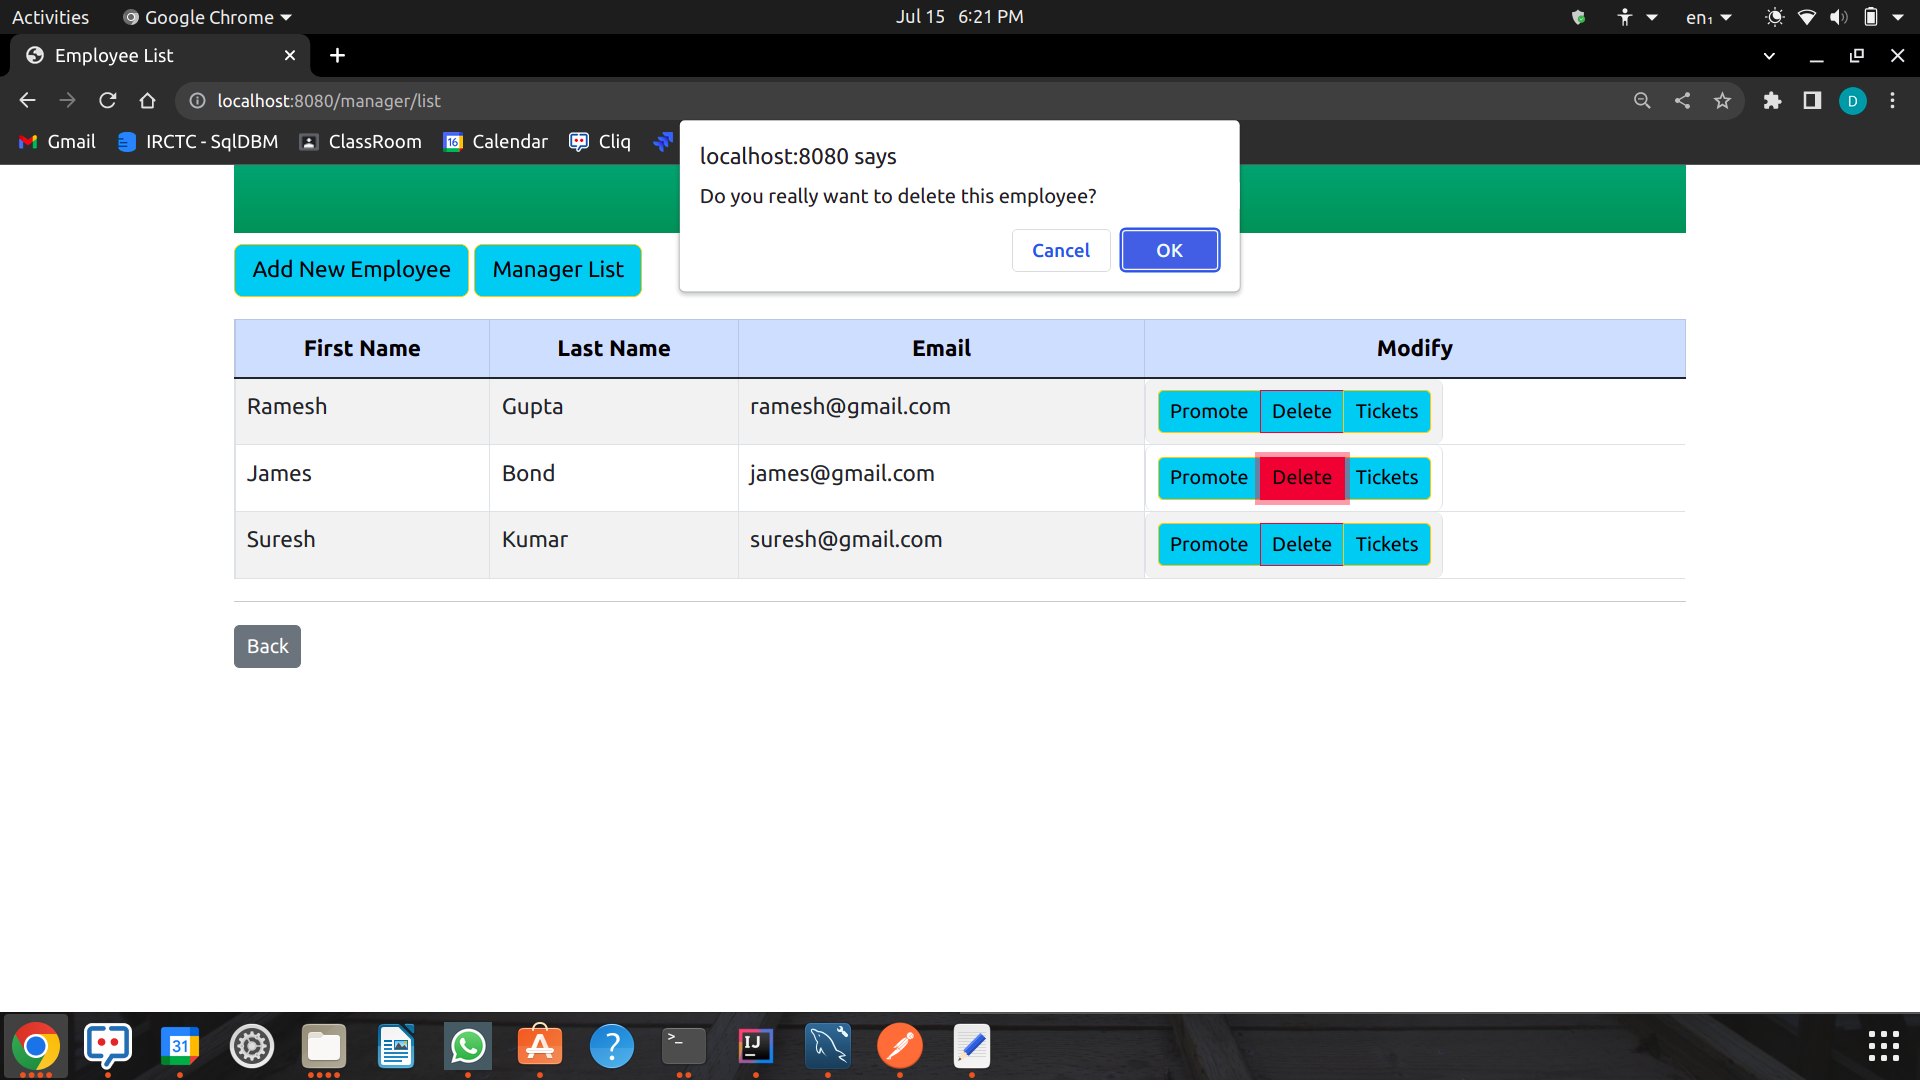 Activities Google Chrome Jul 15 6:21 PM en₁
Employee List
localhost:8080/manager/list D
Gmail IRCTC - SqlDBM ClassRoom 16 Calendar Cliq
localhost:8080 says
Do you really want to delete this employee?
Cancel OK
Add New Employee Manager List
First Name Last Name Email Modify
Ramesh Gupta ramesh@gmail.com Promote Delete Tickets
James Bond james@gmail.com Promote Delete Tickets
Suresh Kumar suresh@gmail.com Promote Delete Tickets
Back
31 ? >_ IJ